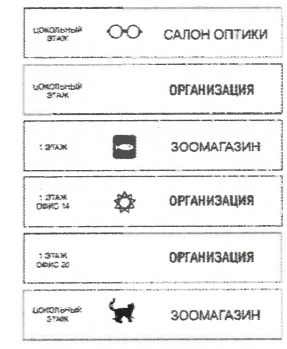 ЦОКОЛЬНЫЙ
ЭТАЖ
САЛОН ОПТИКИ
ЦОКОЛЬНЫЙ
ЭТАЖ
ОРГАНИЗАЦИЯ
1 ЭТАЖ
ЗООМАГАЗИН
1 ЭТАЖ
ОФИС 14
ОРГАНИЗАЦИЯ
1 ЭТАЖ
ОФИС 20
ОРГАНИЗАЦИЯ
ЦОКОЛЬНЫЙ
ЭТАЖ
ЗООМАГАЗИН